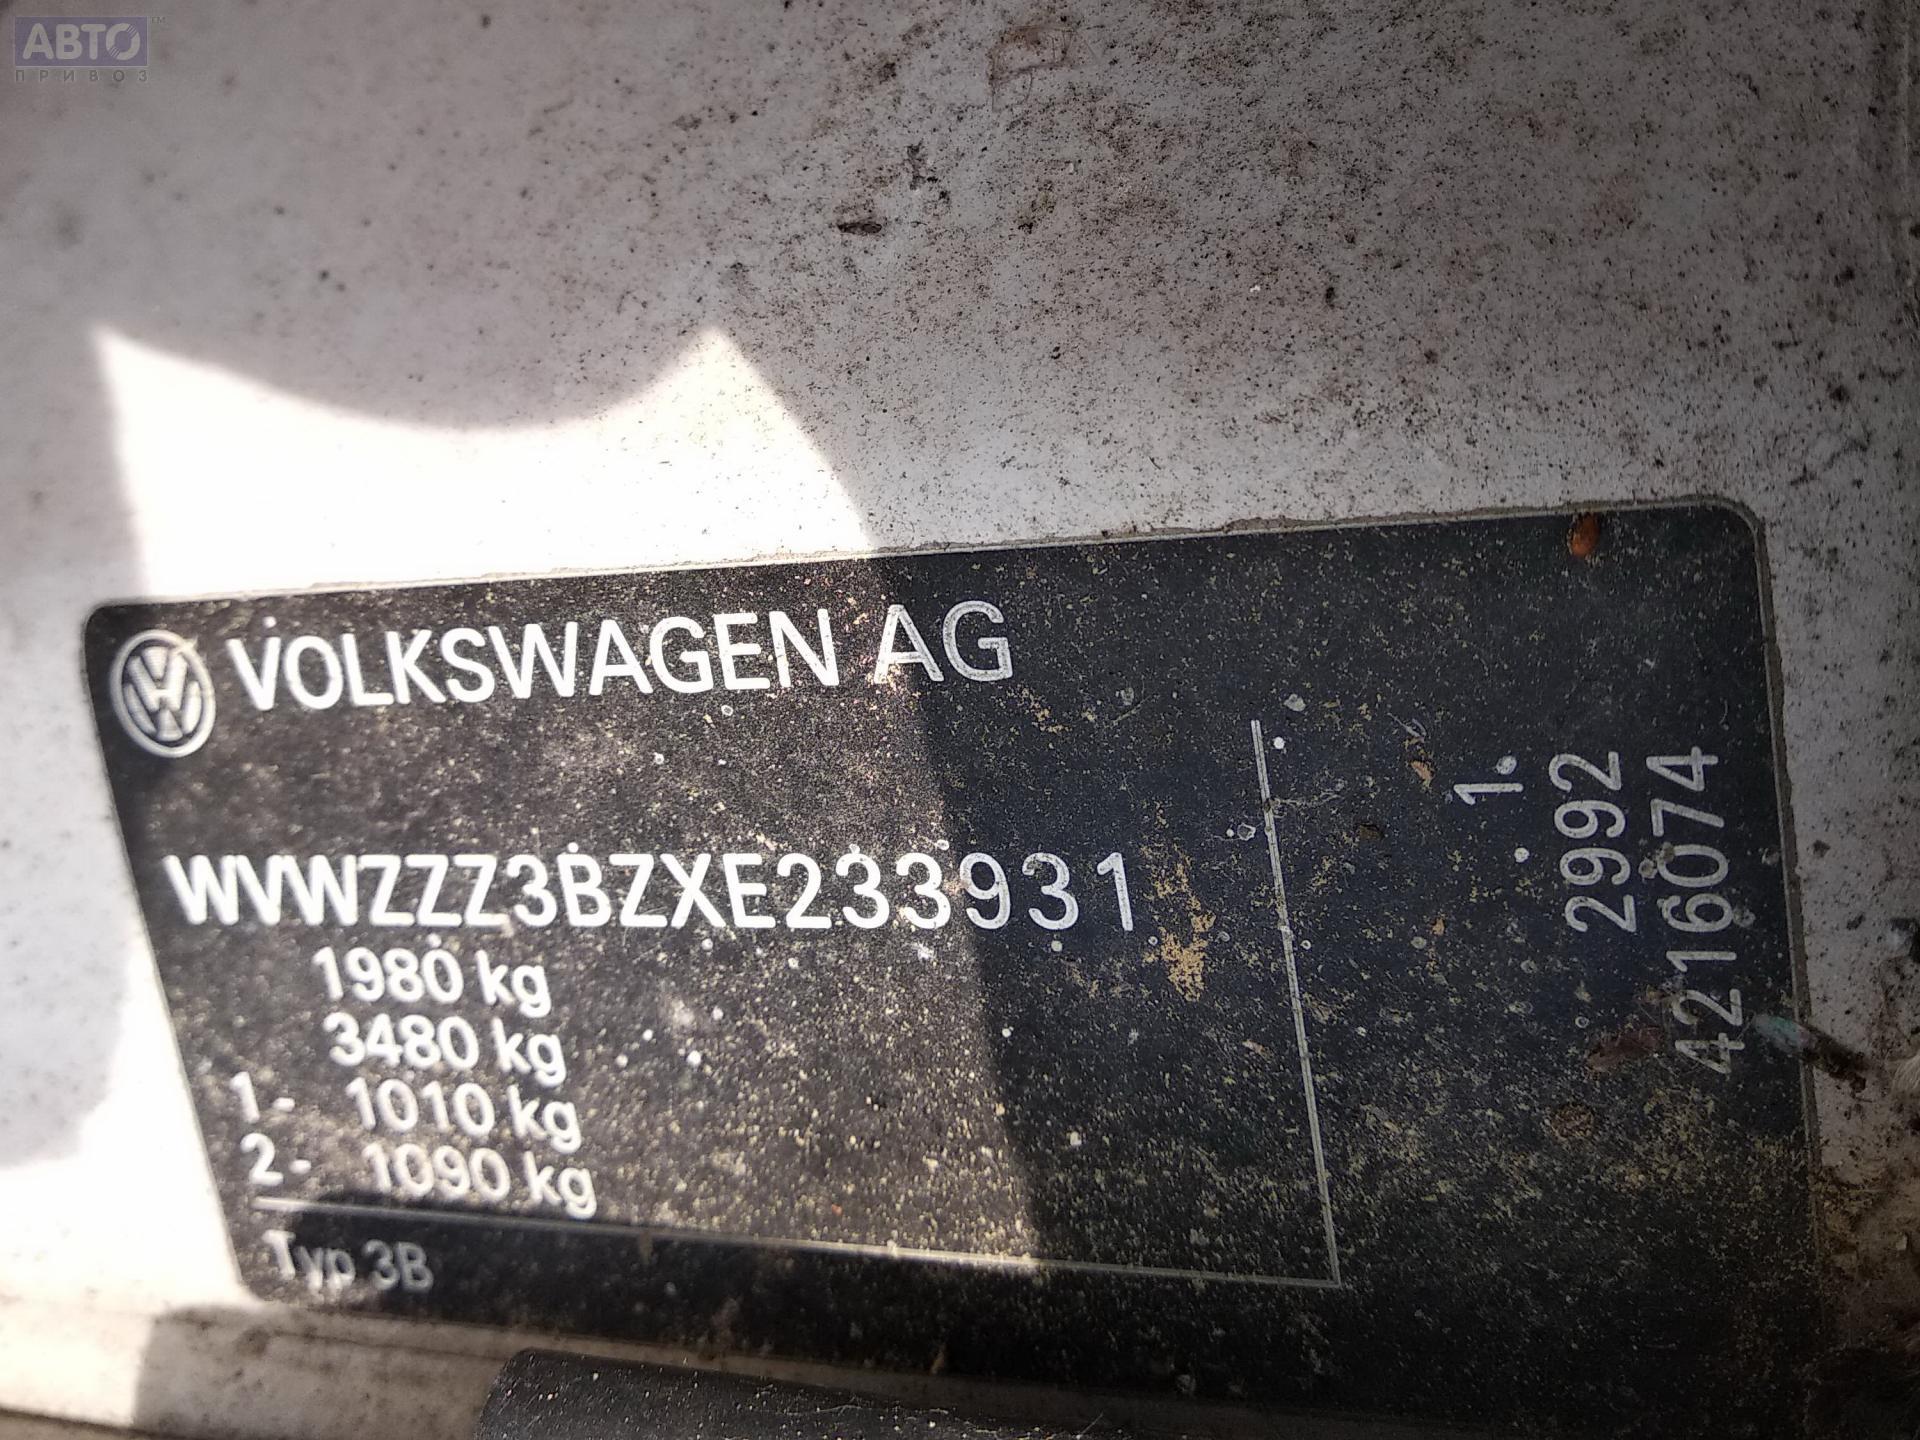 АВТО™
ПРИВОЗ
VOLKSWAGEN AG
WVWZZZ3BZXE233931
1980 kg
3480 kg
1- 1010 kg
2- 1090 kg
Typ 3B
1.
2992
4216074